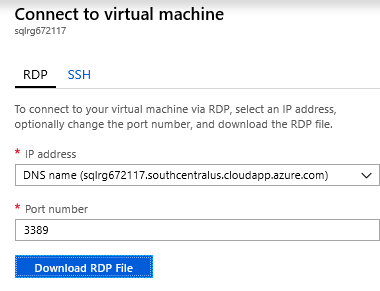 Connect to virtual machine
sqlrg672117
RDP SSH
To connect to your virtual machine via RDP, select an IP address,
optionally change the port number, and download the RDP file.
* IP address
DNS name (sqlrg672117.southcentralus.cloudapp.azure.com)
* Port number
3389
Download RDP File